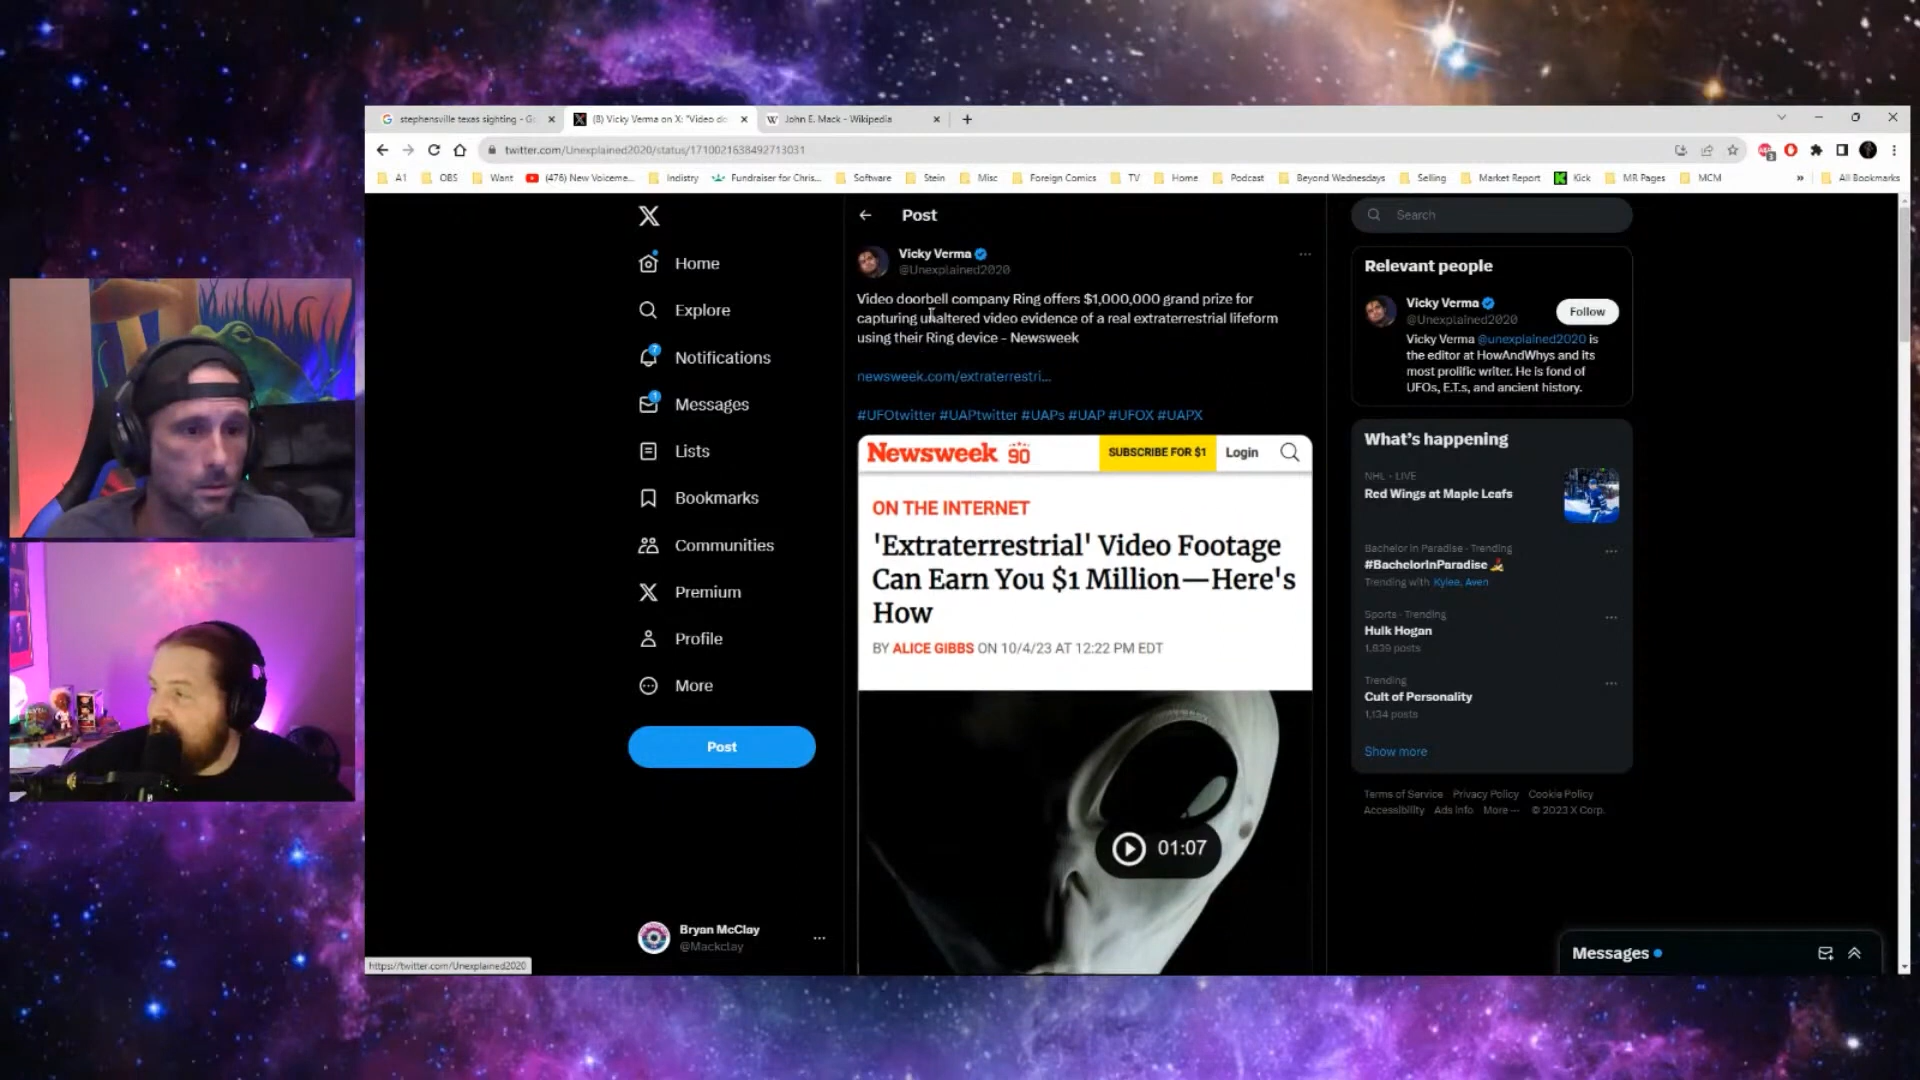 stephensville texas sighting - G
(8) Vicky Verma on X: "Video do
John E. Mack - Wikipedia
twitter.com/Unexplained2020/status/1710021638492713031
A1
OBS
Want
(476) New Voiceme...
Indistry
Fundraiser for Chris...
Software
Stein
Misc
Foreign Comics
TV
Home
Podcast
Beyond Wednesdays
Selling
Market Report
Kick
MR Pages
MCM
»
All Bookmarks
Home
Explore
7
Notifications
1
Messages
Lists
Bookmarks
Communities
Premium
Profile
More
Post
Bryan McClay
@Mackclay
https://twitter.com/Unexplained2020
Post
Vicky Verma
@Unexplained2020
Video doorbell company Ring offers $1,000,000 grand prize for
capturing unaltered video evidence of a real extraterrestrial lifeform
using their Ring device - Newsweek
newsweek.com/extraterrestri...
#UFOtwitter #UAPtwitter #UAPs #UAP #UFOX #UAPX
Newsweek 90
SUBSCRIBE FOR $1
Login
ON THE INTERNET
'Extraterrestrial' Video Footage
Can Earn You $1 Million—Here's
How
BY ALICE GIBBS ON 10/4/23 AT 12:22 PM EDT
01:07
Search
Relevant people
Vicky Verma
@Unexplained2020
Follow
Vicky Verma @unexplained2020 is
the editor at HowAndWhys and its
most prolific writer. He is fond of
UFOs, E.T.s, and ancient history.
What's happening
NHL · LIVE
Red Wings at Maple Leafs
Bachelor in Paradise · Trending
#BachelorInParadise
Trending with Kylee, Aven
Sports · Trending
Hulk Hogan
1,839 posts
Trending
Cult of Personality
1,134 posts
Show more
Terms of Service Privacy Policy Cookie Policy
Accessibility Ads info More ··· © 2023 X Corp.
Messages